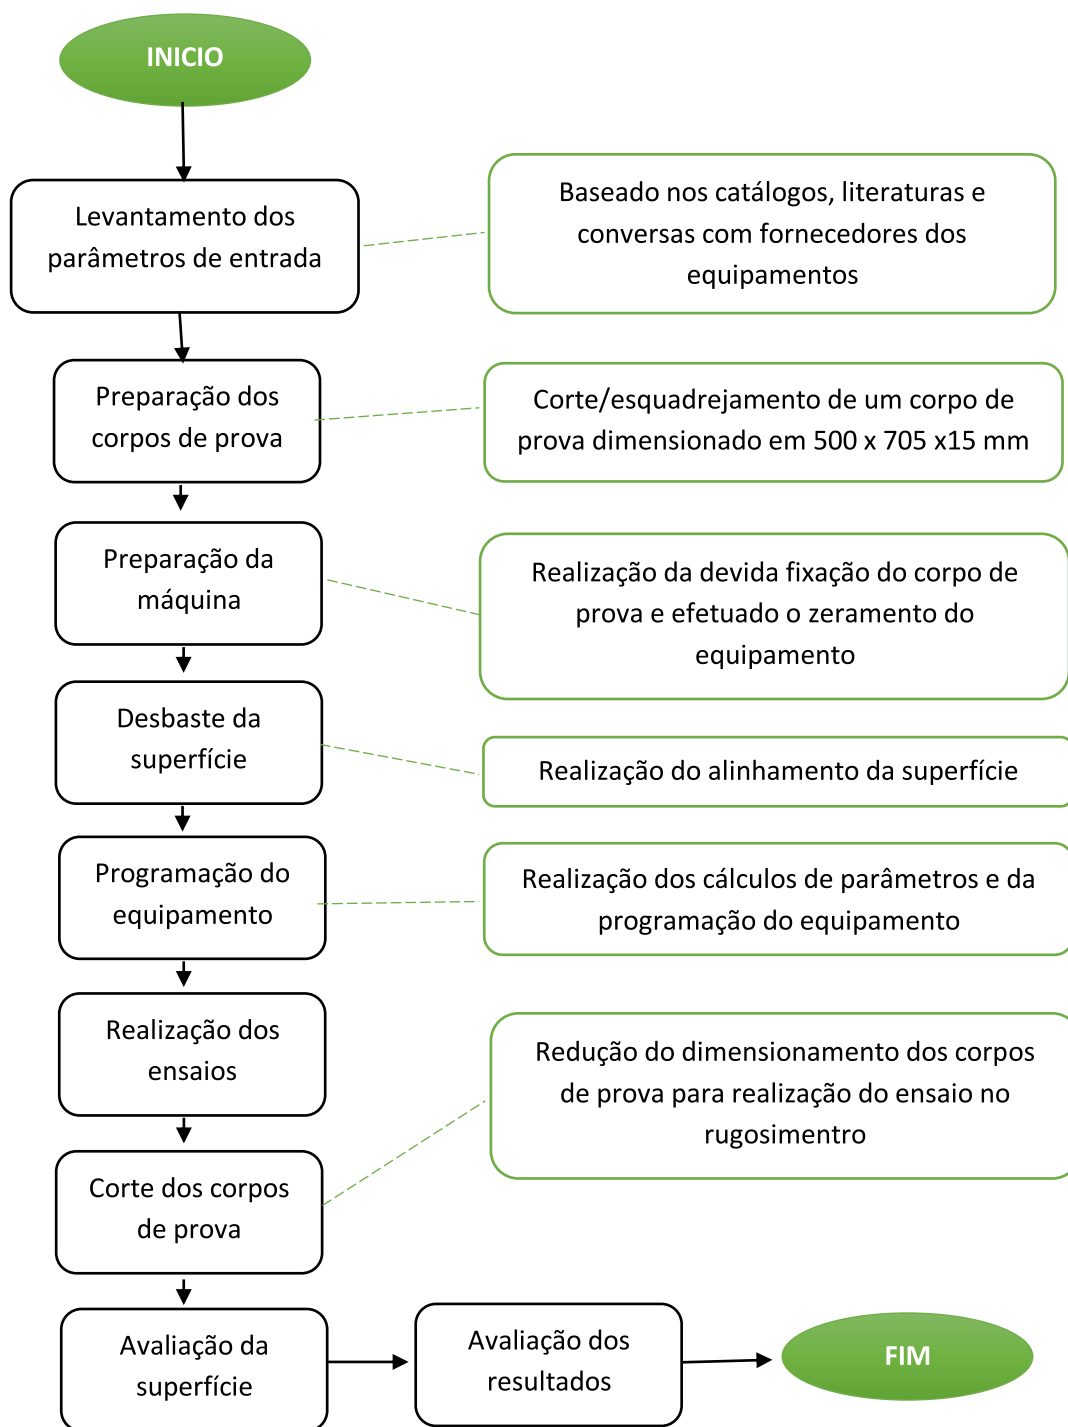 INICIO
Levantamento dos
parâmetros de entrada
Baseado nos catálogos, literaturas e
conversas com fornecedores dos
equipamentos
Preparação dos
corpos de prova
Corte/esquadrejamento de um corpo de
prova dimensionado em 500 x 705 x15 mm
Preparação da
máquina
Realização da devida fixação do corpo de
prova e efetuado o zeramento do
equipamento
Desbaste da
superfície
Realização do alinhamento da superfície
Programação do
equipamento
Realização dos cálculos de parâmetros e da
programação do equipamento
Realização dos
ensaios
Redução do dimensionamento dos corpos
de prova para realização do ensaio no
rugosimentro
Corte dos corpos
de prova
Avaliação da
superfície
Avaliação dos
resultados
FIM